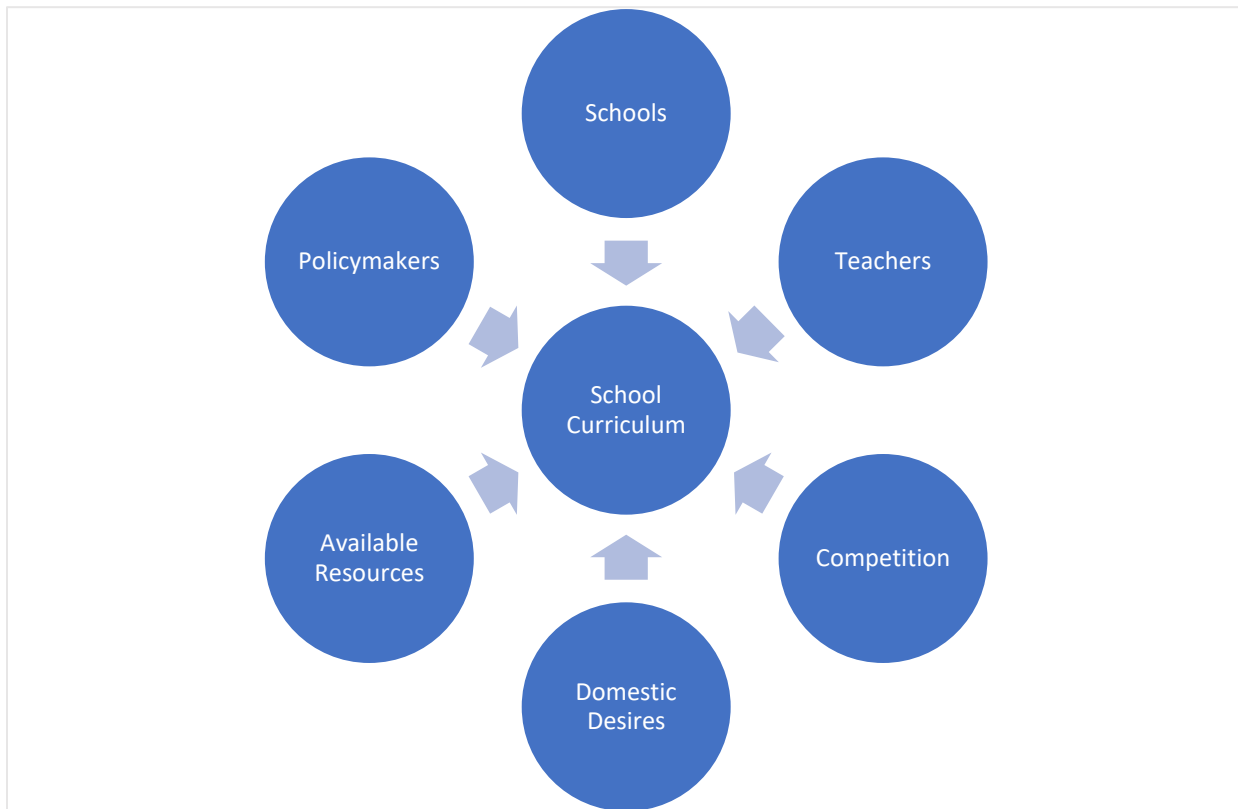 Schools
Policymakers
Teachers
School
Curriculum
Available
Resources
Competition
Domestic
Desires